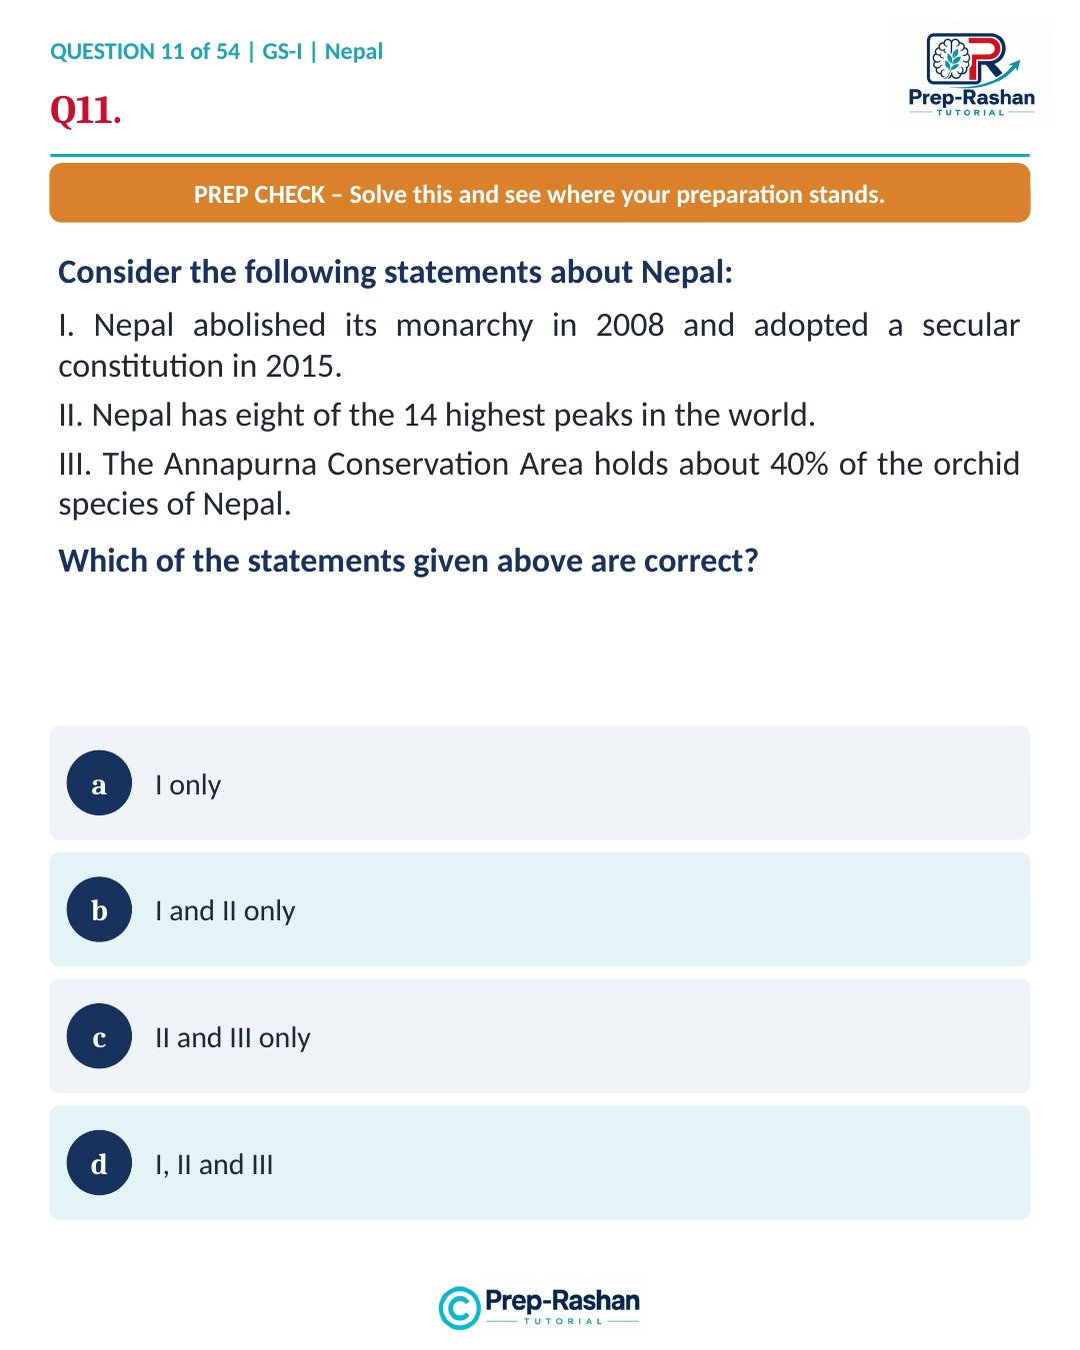 QUESTION 11 of 54 | GS-I | Nepal
Q11.
R
Prep-Rashan
TUTORIAL
PREP CHECK – Solve this and see where your preparation stands.
Consider the following statements about Nepal:
I. Nepal abolished its monarchy in 2008 and adopted a secular
constitution in 2015.
II. Nepal has eight of the 14 highest peaks in the world.
III. The Annapurna Conservation Area holds about 40% of the orchid
species of Nepal.
Which of the statements given above are correct?
a I only
b I and II only
c II and III only
d I, II and III
© Prep-Rashan
TUTORIAL